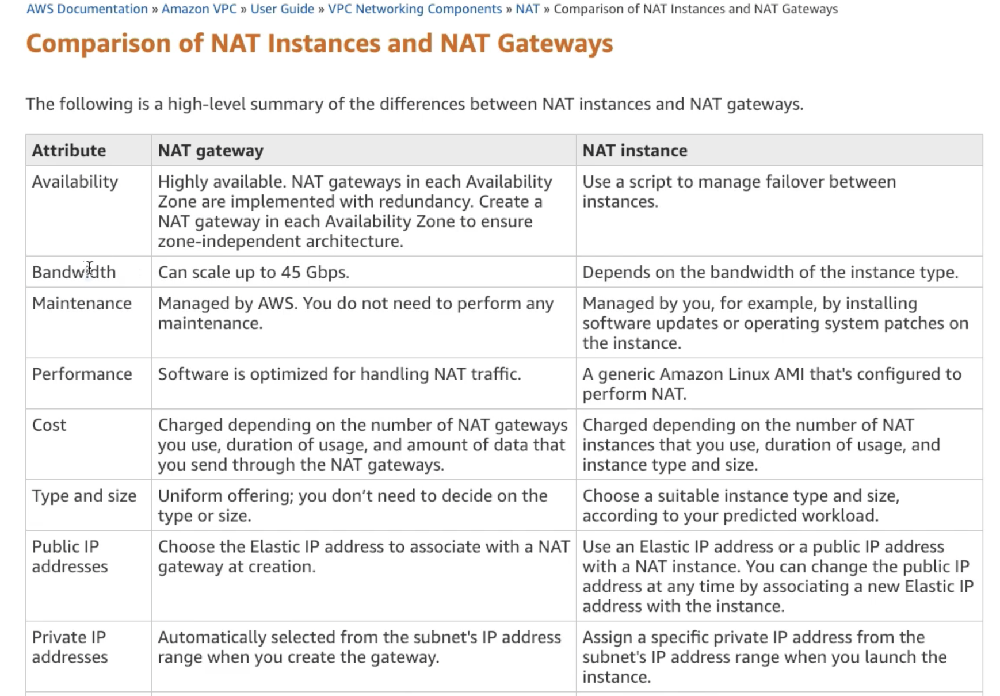 AWS Documentation » Amazon VPC » User Guide » VPC Networking Components » NAT » Comparison of NAT Instances and NAT Gateways
Comparison of NAT Instances and NAT Gateways
The following is a high-level summary of the differences between NAT instances and NAT gateways.
Attribute NAT gateway NAT instance
Availability Highly available. NAT gateways in each Availability Use a script to manage failover between
Zone are implemented with redundancy. Create a instances.
NAT gateway in each Availability Zone to ensure
zone-independent architecture.
Bandwidth Can scale up to 45 Gbps. Depends on the bandwidth of the instance type.
Maintenance Managed by AWS. You do not need to perform any Managed by you, for example, by installing
maintenance. software updates or operating system patches on
the instance.
Performance Software is optimized for handling NAT traffic. A generic Amazon Linux AMI that's configured to
perform NAT.
Cost Charged depending on the number of NAT gateways Charged depending on the number of NAT
you use, duration of usage, and amount of data that instances that you use, duration of usage, and
you send through the NAT gateways. instance type and size.
Type and size Uniform offering; you don’t need to decide on the Choose a suitable instance type and size,
type or size. according to your predicted workload.
Public IP Choose the Elastic IP address to associate with a NAT Use an Elastic IP address or a public IP address
addresses gateway at creation. with a NAT instance. You can change the public IP
address at any time by associating a new Elastic IP
address with the instance.
Private IP Automatically selected from the subnet's IP address Assign a specific private IP address from the
addresses range when you create the gateway. subnet's IP address range when you launch the
instance.